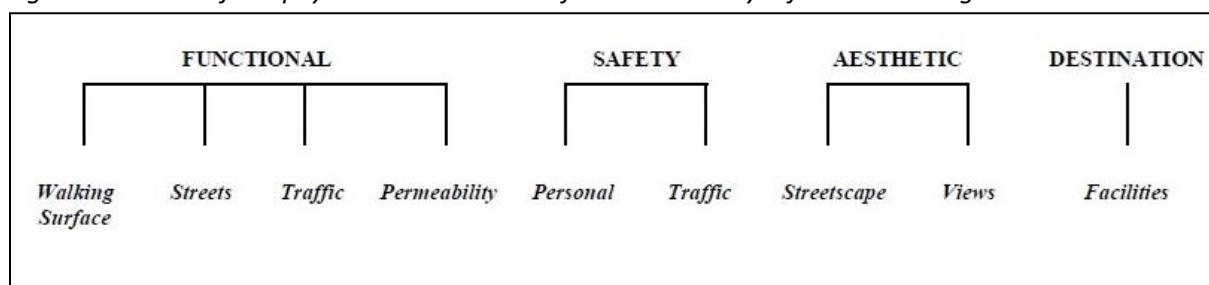 FUNCTIONAL SAFETY AESTHETIC DESTINATION
Walking Surface Streets Traffic Permeability Personal Traffic Streetscape Views Facilities